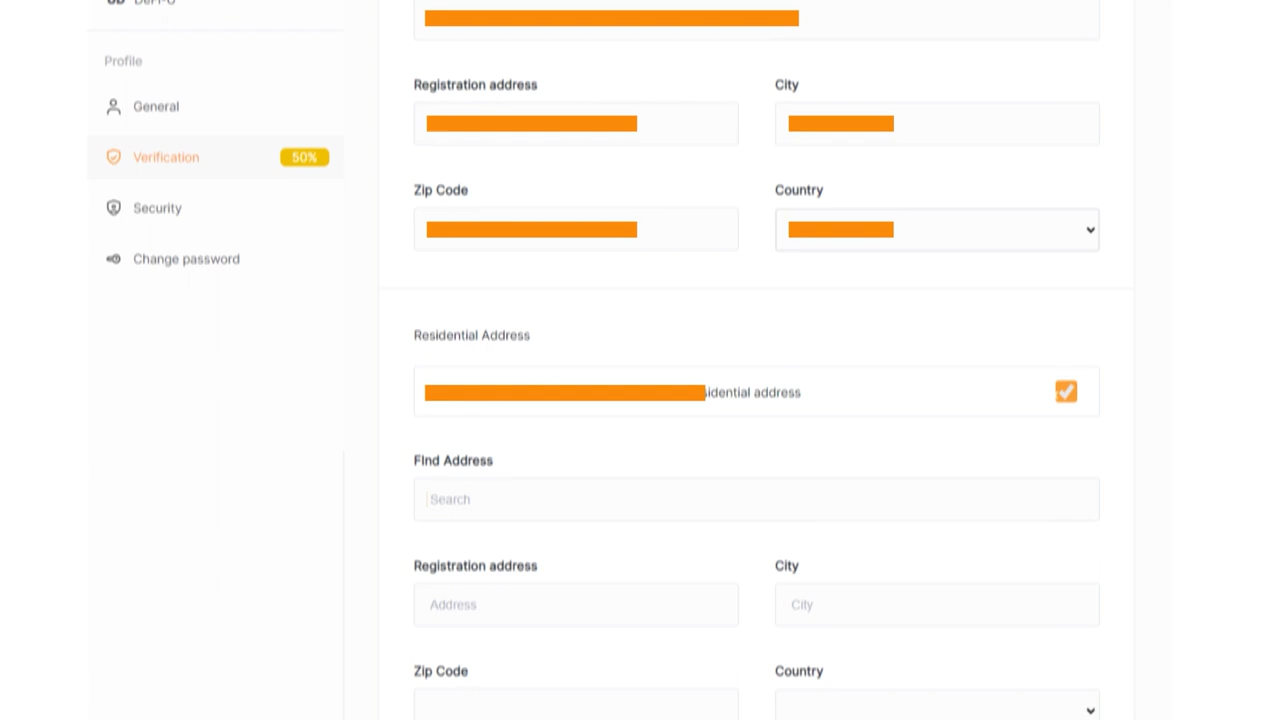 Profile
General
Verification 50%
Security
Change password
Registration address City
Zip Code Country
Residential Address
idential address
FInd Address
Search
Registration address City
Address City
Zip Code Country